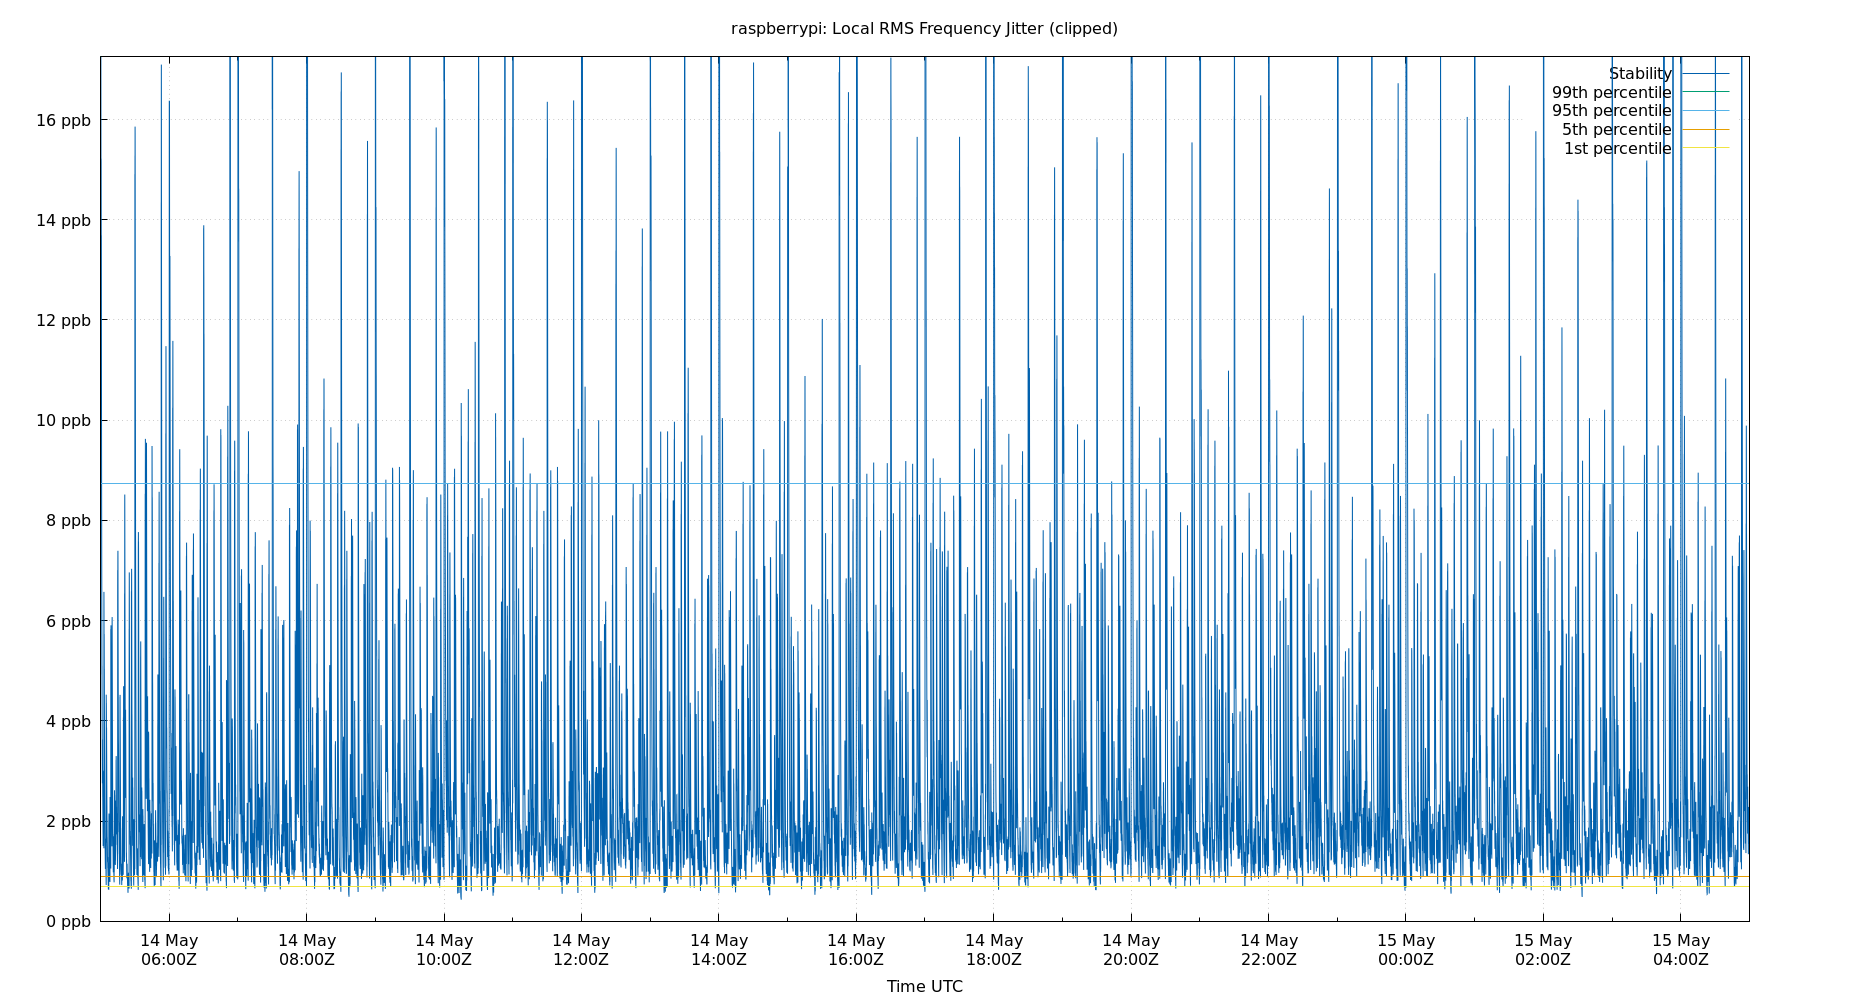 raspberrypi: Local RMS Frequency Jitter (clipped)
Stability
99th percentile
95th percentile
5th percentile
1st percentile
16 ppb
14 ppb
12 ppb
10 ppb
8 ppb
6 ppb
4 ppb
2 ppb
0 ppb
14 May 14 May 14 May 14 May 14 May 14 May 14 May 14 May 14 May 15 May 15 May 15 May
06:00Z 08:00Z 10:00Z 12:00Z 14:00Z 16:00Z 18:00Z 20:00Z 22:00Z 00:00Z 02:00Z 04:00Z
Time UTC